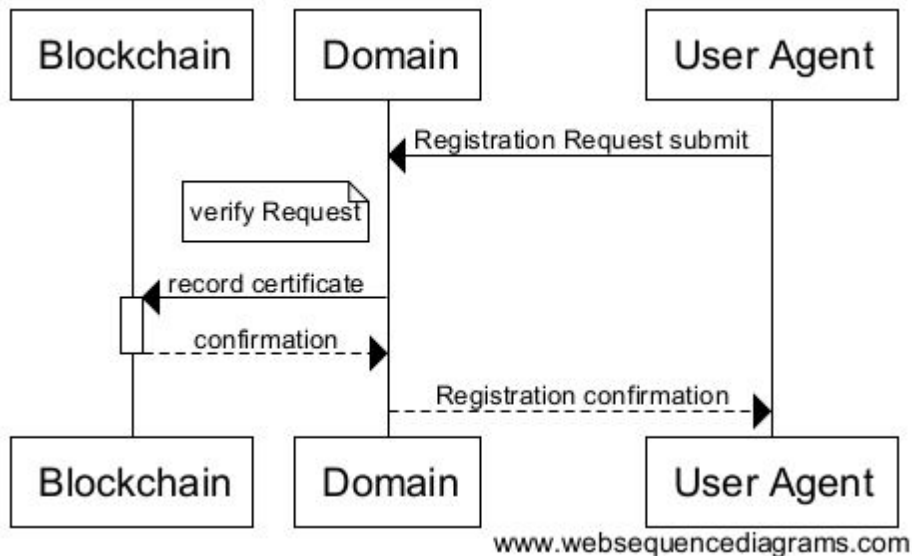 Blockchain
Domain
User Agent
Registration Request submit
verify Request
record certificate
confirmation
Registration confirmation
Blockchain
Domain
User Agent
www.websequencediagrams.com